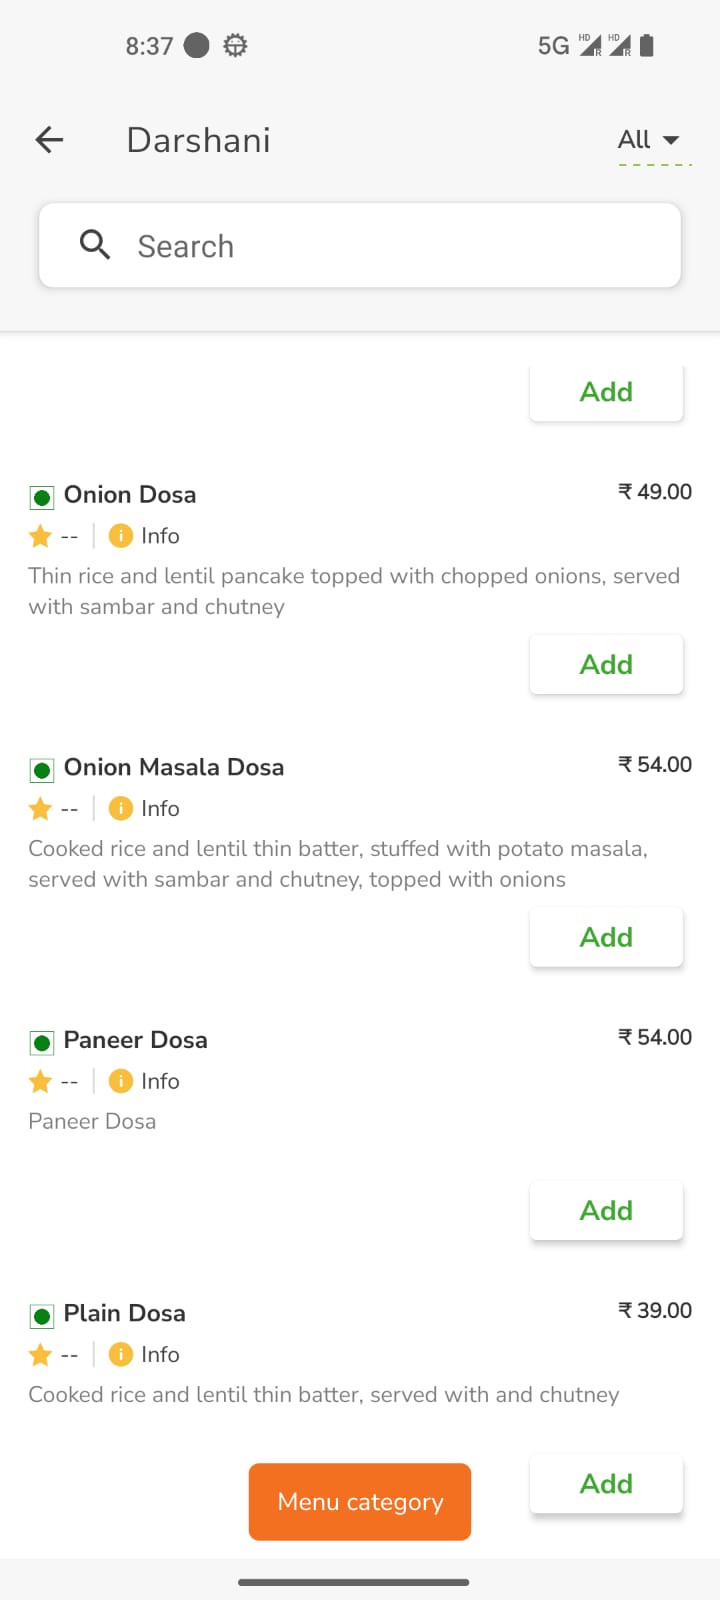 8:37
5G HD R HD R
Darshani
All
Search
Add
Onion Dosa ₹ 49.00
-- i Info
Thin rice and lentil pancake topped with chopped onions, served
with sambar and chutney
Add
Onion Masala Dosa ₹ 54.00
-- i Info
Cooked rice and lentil thin batter, stuffed with potato masala,
served with sambar and chutney, topped with onions
Add
Paneer Dosa ₹ 54.00
-- i Info
Paneer Dosa
Add
Plain Dosa ₹ 39.00
-- i Info
Cooked rice and lentil thin batter, served with and chutney
Menu category
Add